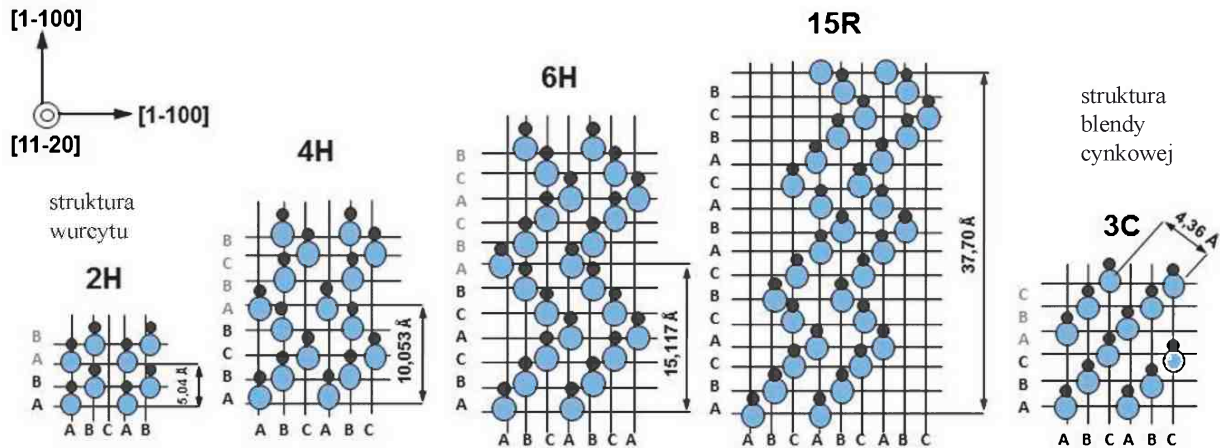 [1-100]
[1-100]
[11-20]
struktura
wurcytu
2H
B
A
B
A
5,04 Å
A B C A B
4H
B
C
B
A
B
C
B
A
10,053 Å
A B C A B C
6H
B
C
A
C
B
A
B
C
A
C
B
A
15,117 Å
A B C A B C A
15R
B
C
B
A
C
A
B
A
C
B
C
A
C
B
A
37,70 Å
A B C A B C A B C
struktura
blendy
cynkowej
3C
4,36 Å
C
B
A
C
B
A
A B C A B C